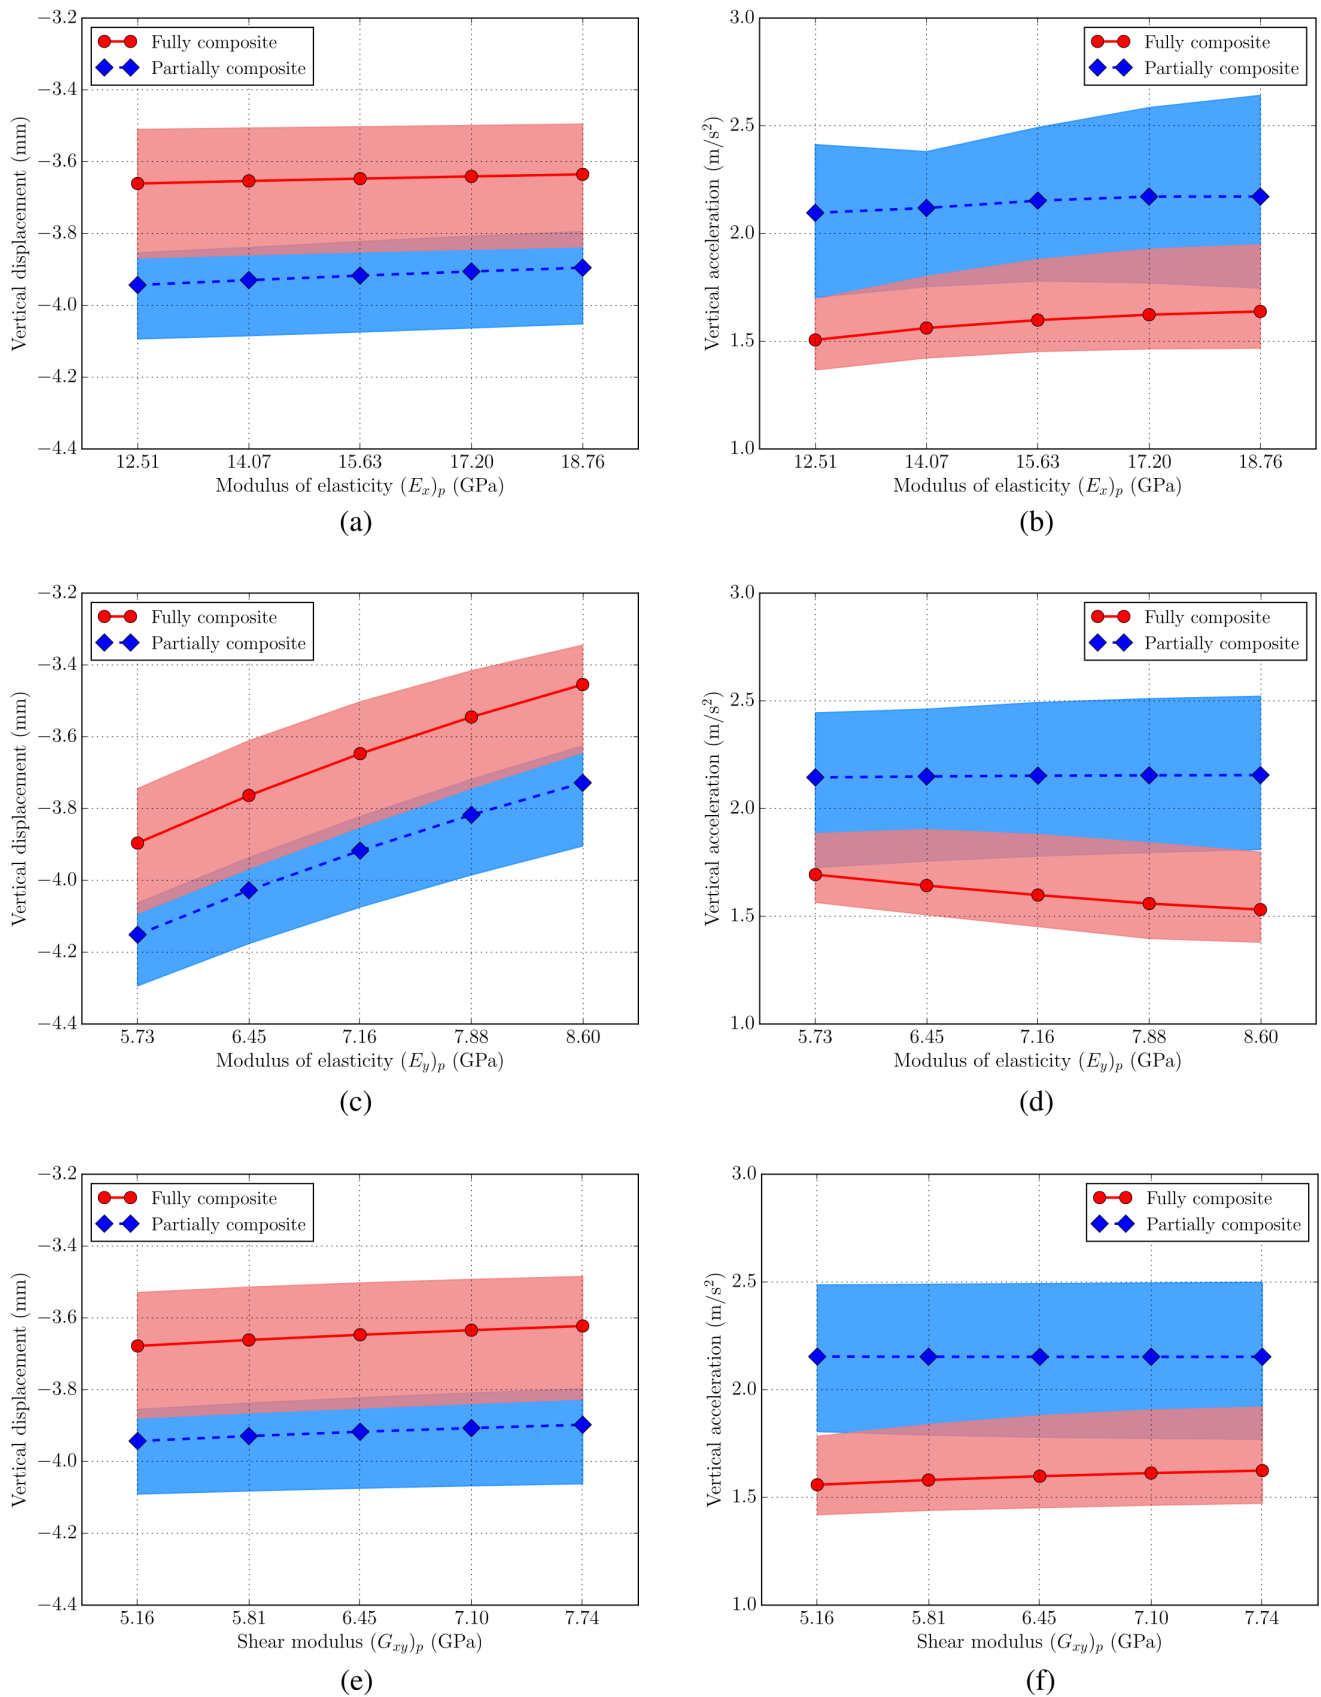 −3.2
−3.4
−3.6
−3.8
−4.0
−4.2
−4.4
Vertical displacement (mm)
Fully composite
Partially composite
12.51 14.07 15.63 17.20 18.76
Modulus of elasticity (Eₓ)ₚ (GPa)
(a)
3.0
2.5
2.0
1.5
1.0
Vertical acceleration (m/s²)
Fully composite
Partially composite
12.51 14.07 15.63 17.20 18.76
Modulus of elasticity (Eₓ)ₚ (GPa)
(b)
−3.2
−3.4
−3.6
−3.8
−4.0
−4.2
−4.4
Vertical displacement (mm)
Fully composite
Partially composite
5.73 6.45 7.16 7.88 8.60
Modulus of elasticity (E_y)ₚ (GPa)
(c)
3.0
2.5
2.0
1.5
1.0
Vertical acceleration (m/s²)
Fully composite
Partially composite
5.73 6.45 7.16 7.88 8.60
Modulus of elasticity (E_y)ₚ (GPa)
(d)
−3.2
−3.4
−3.6
−3.8
−4.0
−4.2
−4.4
Vertical displacement (mm)
Fully composite
Partially composite
5.16 5.81 6.45 7.10 7.74
Shear modulus (G_xy)ₚ (GPa)
(e)
3.0
2.5
2.0
1.5
1.0
Vertical acceleration (m/s²)
Fully composite
Partially composite
5.16 5.81 6.45 7.10 7.74
Shear modulus (G_xy)ₚ (GPa)
(f)